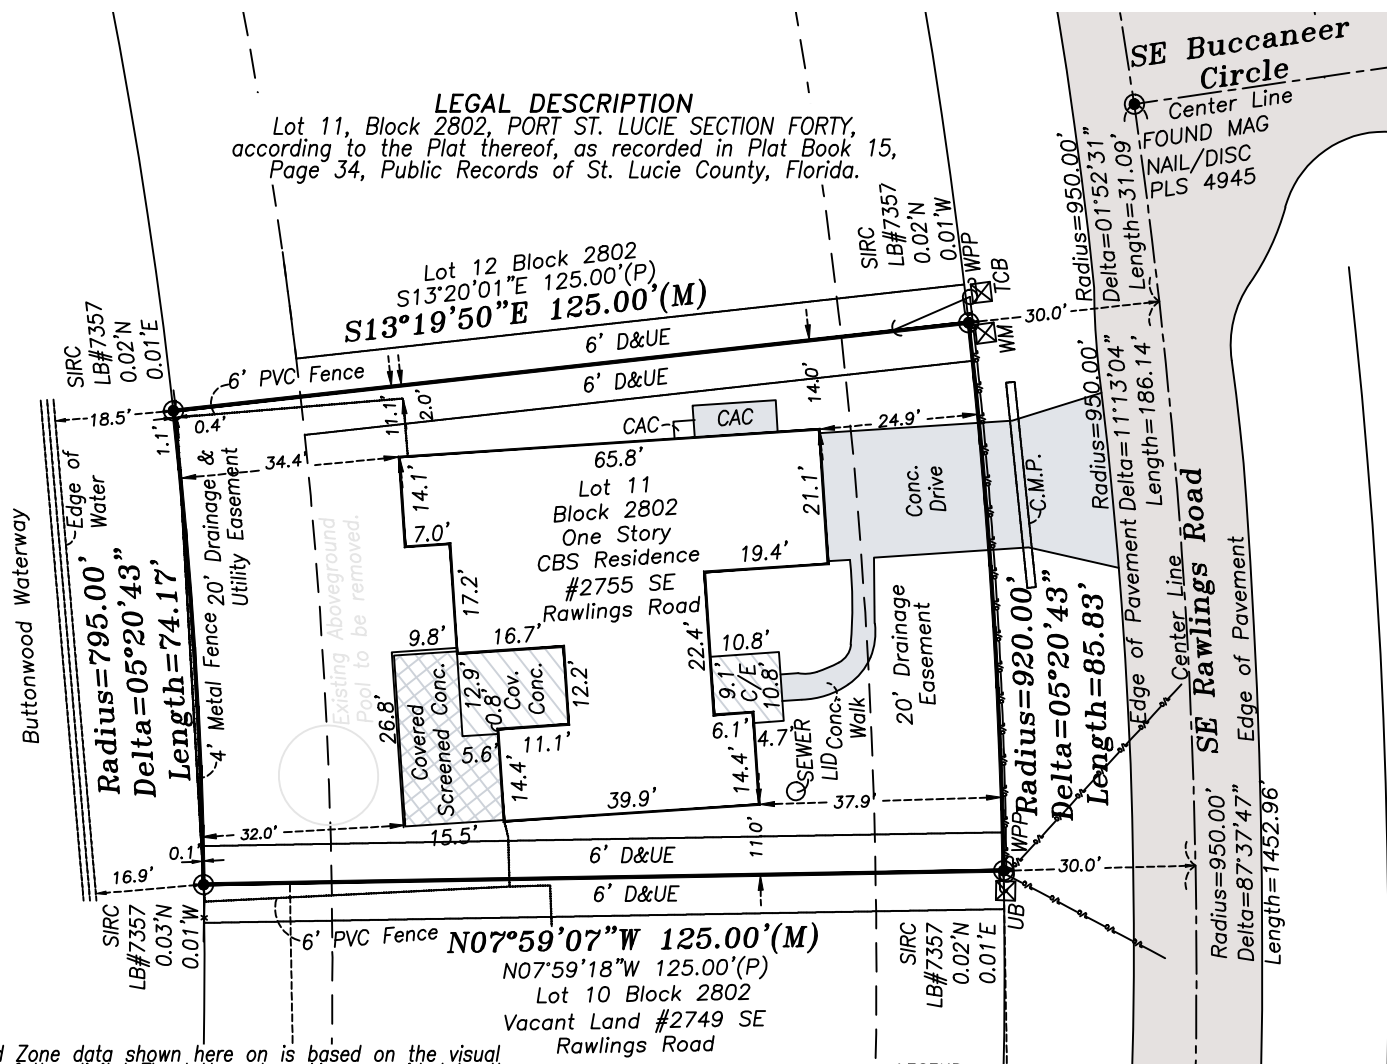 SE Buccaneer
Circle
Center Line
FOUND MAG
NAIL/DISC
PLS 4945
LEGAL DESCRIPTION
Lot 11, Block 2802, PORT ST. LUCIE SECTION FORTY,
according to the Plat thereof, as recorded in Plat Book 15,
Page 34, Public Records of St. Lucie County, Florida.
Radius=950.00'
Delta=01°52'31"
Length=31.09'
SIRC
LB#7357
0.02'N
0.01'W
WPP
TCB
WM
30.0'
Lot 12 Block 2802
S13°20'01"E 125.00'(P)
S13°19'50"E 125.00'(M)
6' D&UE
6' D&UE
SIRC
LB#7357
0.02'N
0.01'E
6' PVC Fence
18.5'
0.4'
1.1'
11.1'
2.0'
14.0'
24.9'
34.4'
CAC
CAC
65.8'
14.1'
7.0'
17.2'
21.1'
Lot 11
Block 2802
One Story
CBS Residence
#2755 SE
Rawlings Road
19.4'
Conc.
Drive
C.M.P.
Radius=950.00'
Delta=11°13'04"
Length=186.14'
Edge of
Water
Buttonwood Waterway
Radius=795.00'
Delta=05°20'43"
Length=74.17'
4' Metal Fence
20' Drainage &
Utility Easement
Existing Aboveground
Pool to be removed.
9.8'
16.7'
26.8'
Covered
Screened Conc.
12.9'
0.8'
Cov.
Conc.
12.2'
5.6'
11.1'
14.4'
15.5'
39.9'
22.4'
10.8'
9.1'
C/E
10.8'
6.1'
4.7'
14.4'
SEWER
LID
Conc.
Walk
20' Drainage
Easement
37.9'
32.0'
11.0'
Radius=920.00'
Delta=05°20'43"
Length=85.83'
Edge of Pavement
Center Line
SE Rawlings Road
Edge of Pavement
WPP
30.0'
UB
Radius=950.00'
Delta=87°37'47"
Length=1452.96'
0.1'
16.9'
6' D&UE
6' D&UE
SIRC
LB#7357
0.03'N
0.01'W
6' PVC Fence
N07°59'07"W 125.00'(M)
N07°59'18"W 125.00'(P)
Lot 10 Block 2802
Vacant Land #2749 SE
Rawlings Road
SIRC
LB#7357
0.02'N
0.01'E
Zone data shown here on is based on the visual